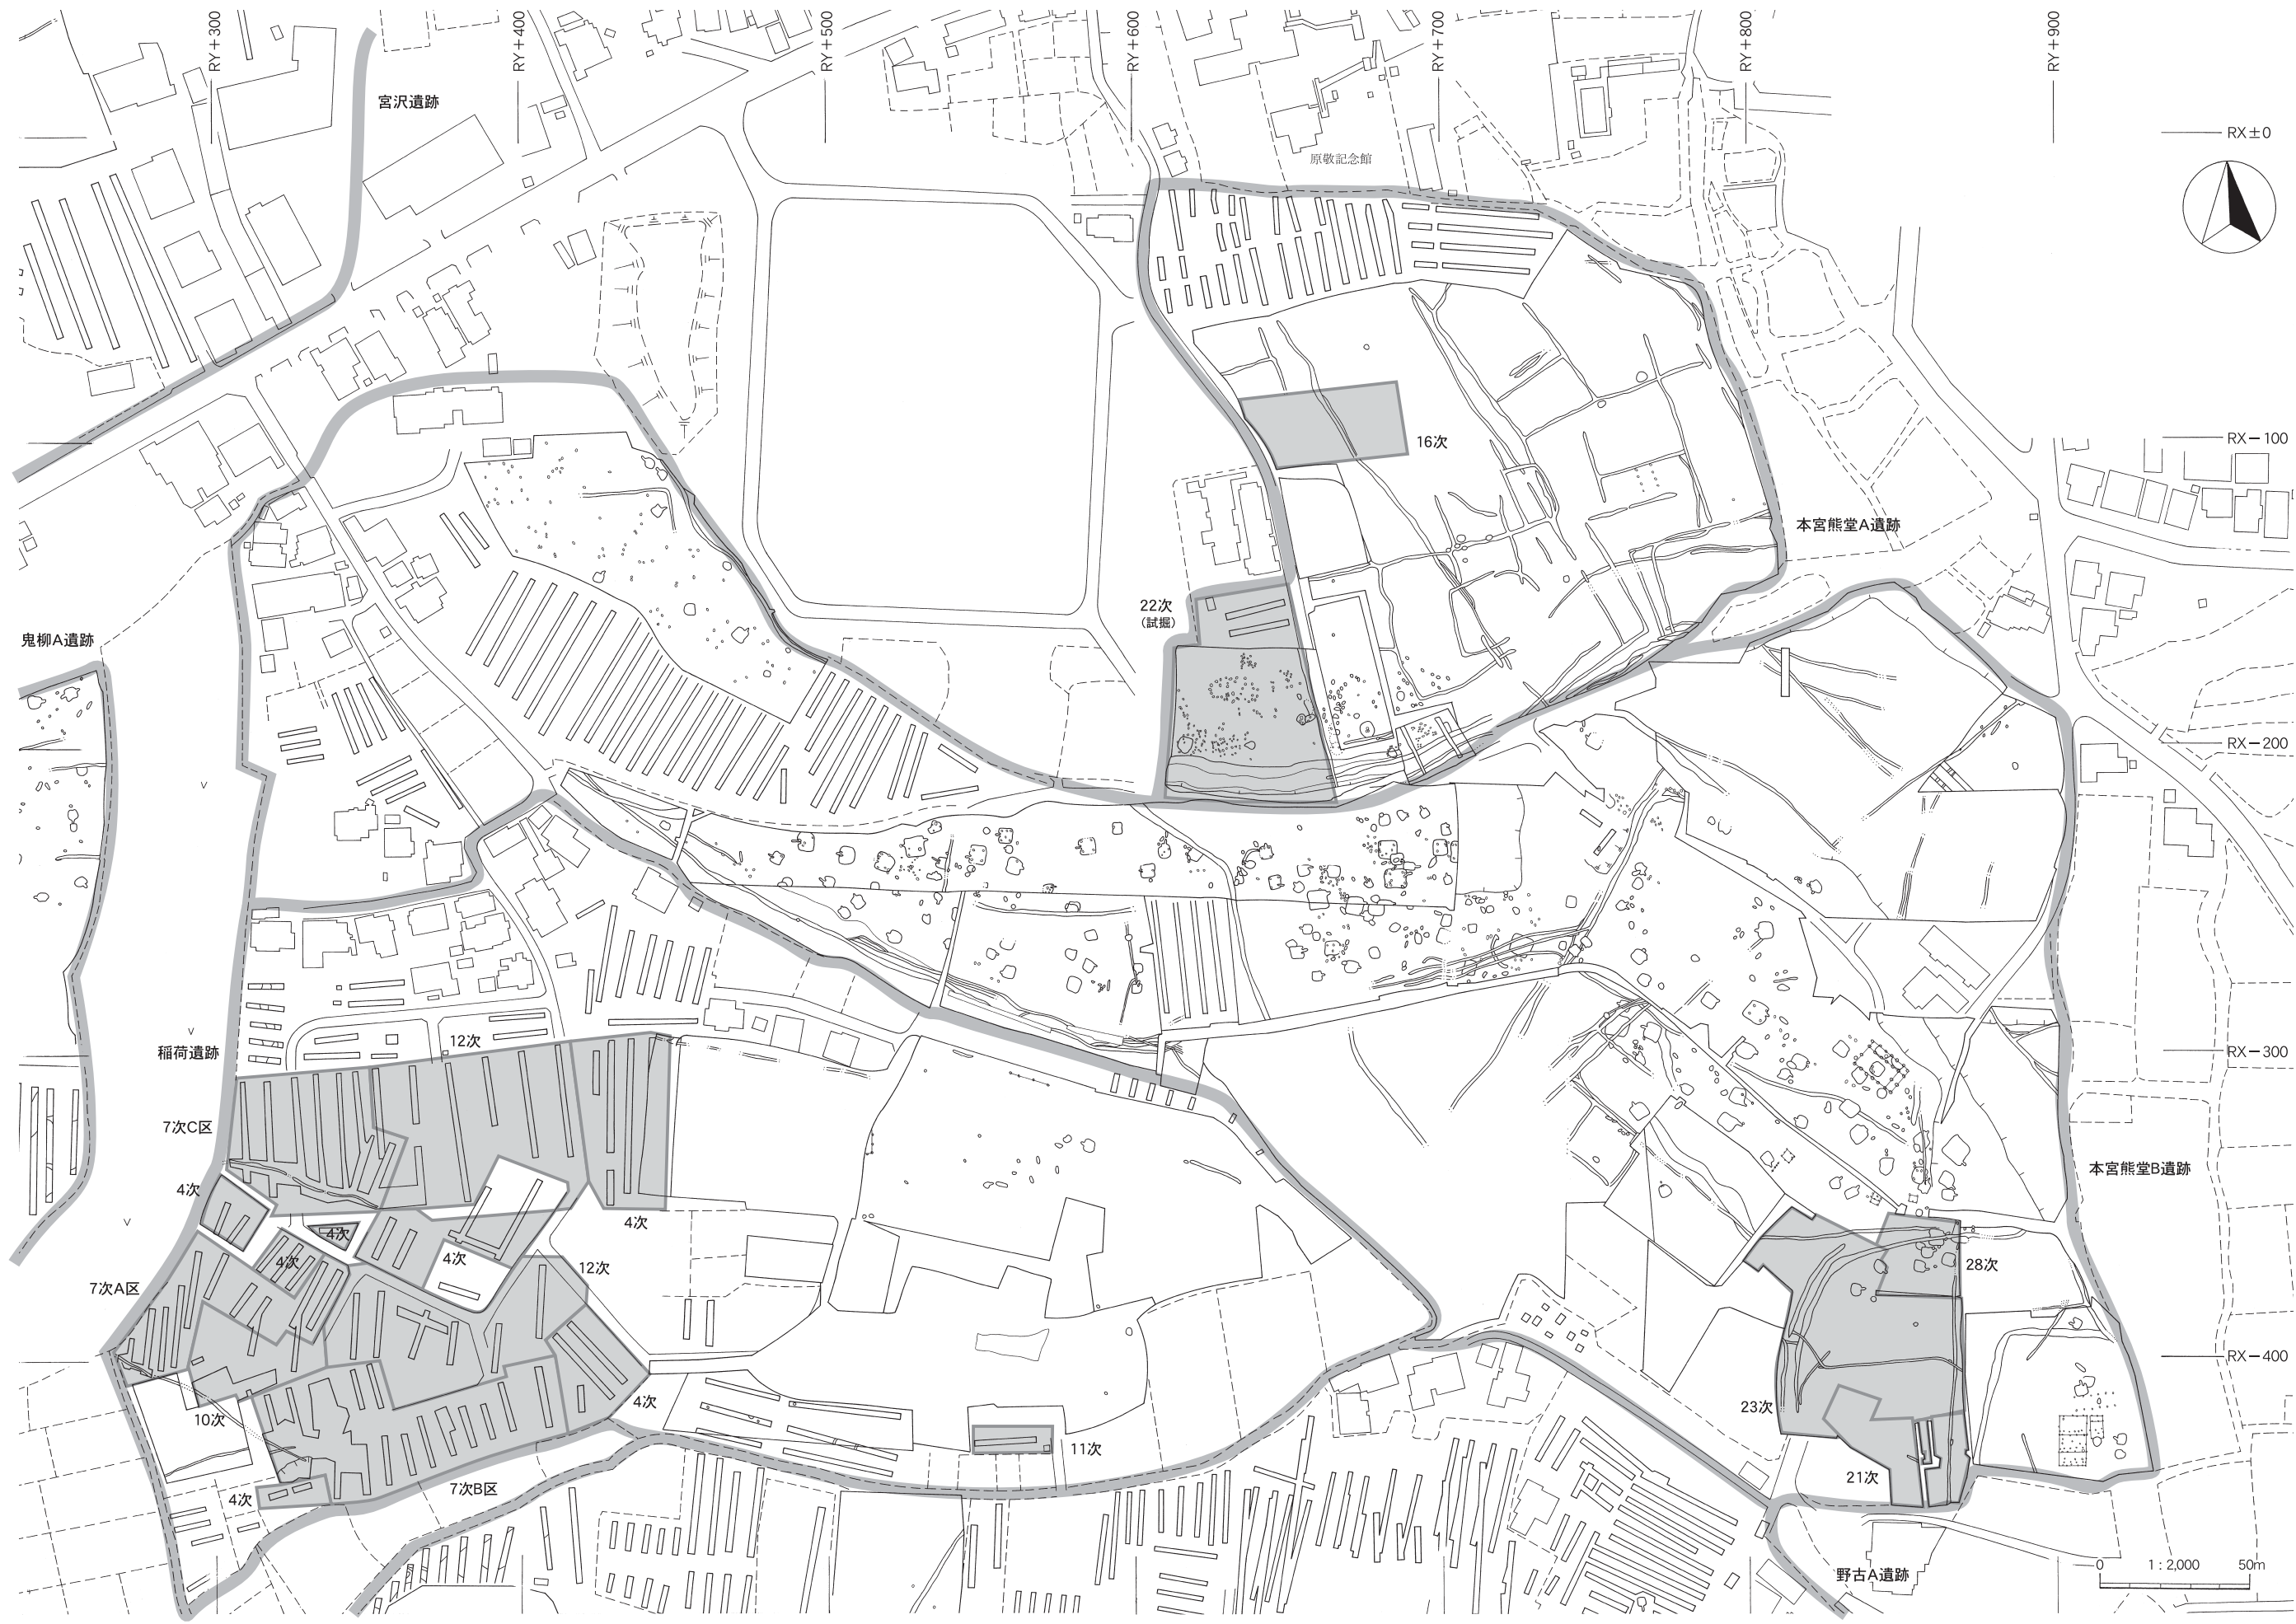 RY+300
RY+400
RY+500
RY+600
RY+700
RY+800
RY+900
宮沢遺跡
RX±0
原敬記念館
16次
RX−100
本宮熊堂A遺跡
22次
（試掘）
鬼柳A遺跡
RX−200
12次
稲荷遺跡
RX−300
7次C区
本宮熊堂B遺跡
4次
4次
4次
4次
4次
12次
28次
7次A区
RX−400
4次
23次
10次
11次
21次
4次
7次B区
野古A遺跡
0 1:2,000 50m